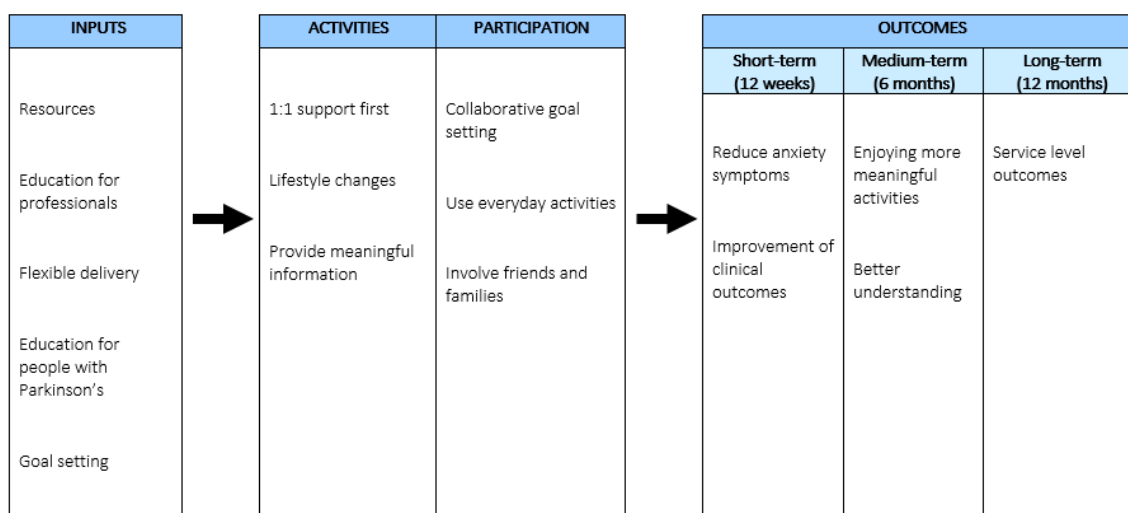 INPUTS
Resources
Education for
professionals
Flexible delivery
Education for
people with
Parkinson’s
Goal setting
ACTIVITIES
1:1 support first
Lifestyle changes
Provide meaningful
information
PARTICIPATION
Collaborative goal
setting
Use everyday activities
Involve friends and
families
OUTCOMES
Short-term
(12 weeks)
Reduce anxiety
symptoms
Improvement of
clinical
outcomes
Medium-term
(6 months)
Enjoying more
meaningful
activities
Better
understanding
Long-term
(12 months)
Service level
outcomes